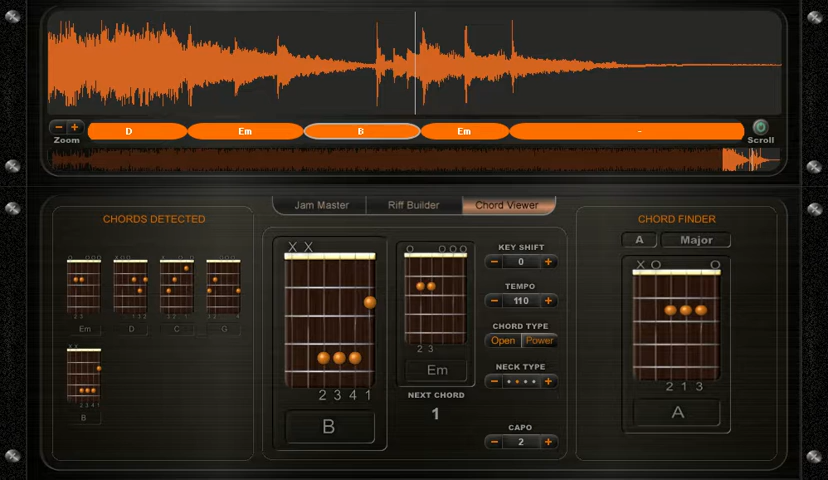 Zoom
D Em B Em -
Scroll
Jam Master Riff Builder Chord Viewer
CHORDS DETECTED
Em D C G
B
X X
2 3 4 1
B
O O O O
2 3
Em
NEXT CHORD
1
KEY SHIFT
- 0 +
TEMPO
- 110 +
CHORD TYPE
Open Power
NECK TYPE
- +
CAPO
- 2 +
CHORD FINDER
A Major
X O O
2 1 3
A